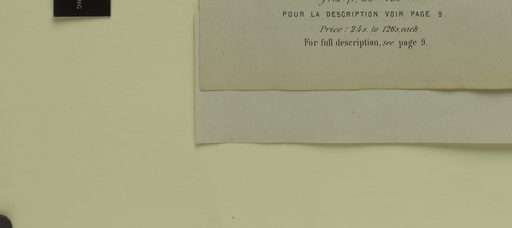 POUR LA DESCRIPTION VOIR PAGE 9
Price: 24s. to 126s. each
For full description, see page 9.